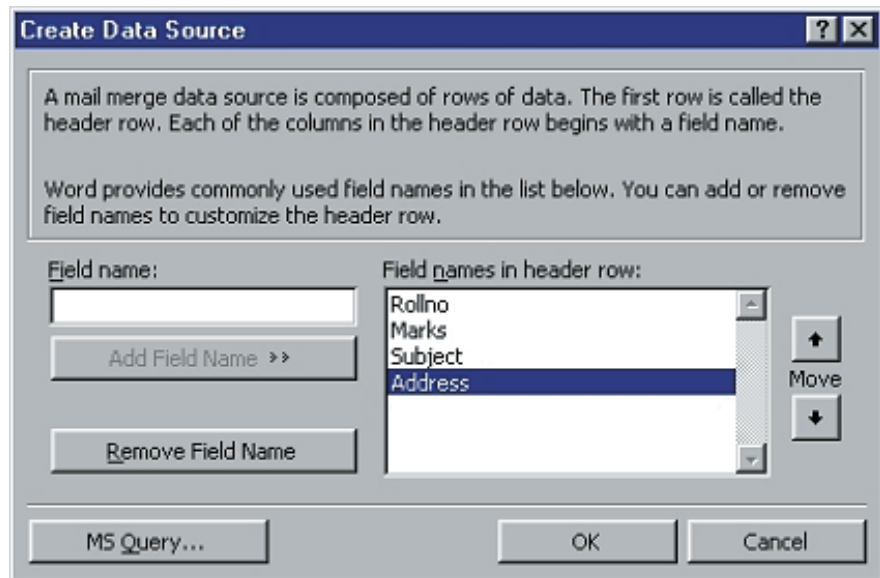 Create Data Source
A mail merge data source is composed of rows of data. The first row is called the
header row. Each of the columns in the header row begins with a field name.
Word provides commonly used field names in the list below. You can add or remove
field names to customize the header row.
Field name:
Field names in header row:
Add Field Name >>
Rollno
Marks
Subject
Address
Move
Remove Field Name
MS Query...
OK
Cancel